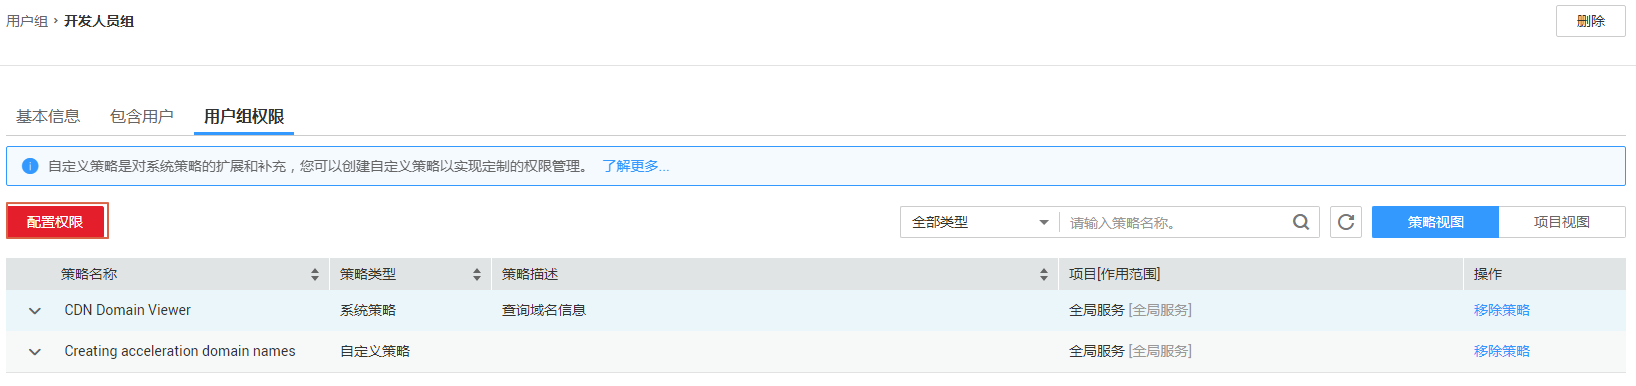 用户组 › 开发人员组
删除
基本信息 包含用户 用户组权限
自定义策略是对系统策略的扩展和补充，您可以创建自定义策略以实现定制的权限管理。 了解更多...
配置权限 全部类型 请输入策略名称。 策略视图 项目视图
策略名称 策略类型 策略描述 项目[作用范围] 操作
CDN Domain Viewer 系统策略 查询域名信息 全局服务 [全局服务] 移除策略
Creating acceleration domain names 自定义策略 全局服务 [全局服务] 移除策略